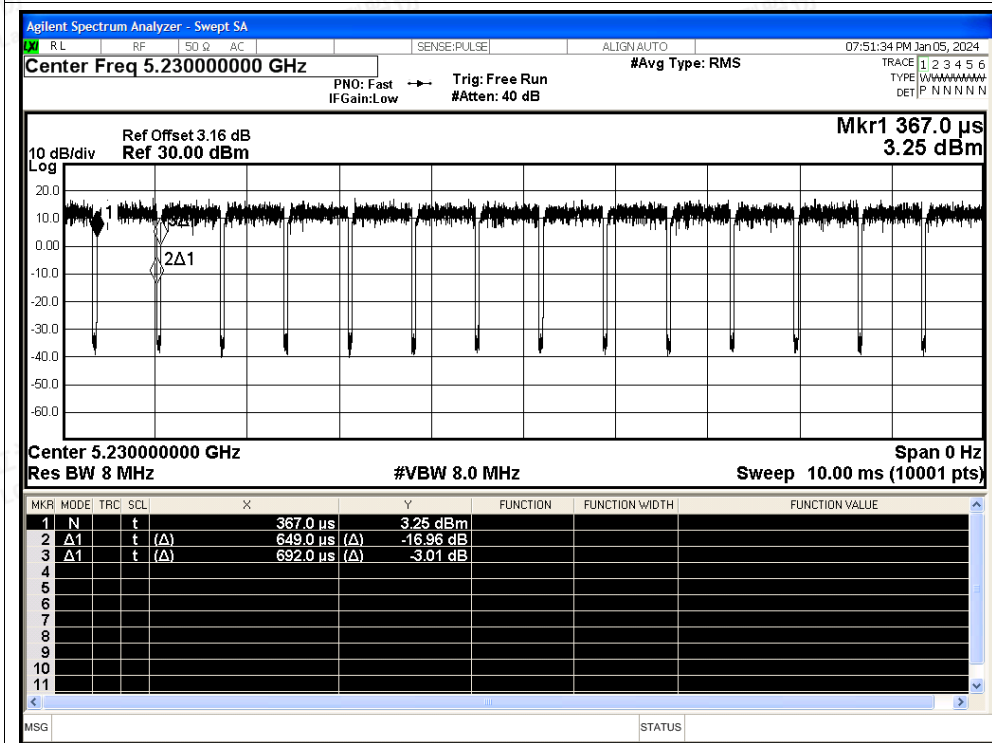 Agilent Spectrum Analyzer - Swept SA
LXI RL RF 50 Ω AC SENSE:PULSE ALIGN AUTO 07:51:34 PM Jan 05, 2024
Center Freq 5.230000000 GHz #Avg Type: RMS TRACE 1 2 3 4 5 6
PNO: Fast Trig: Free Run TYPE WWWWWW
IFGain:Low #Atten: 40 dB DET P N N N N N
Mkr1 367.0 µs
Ref Offset 3.16 dB
10 dB/div Ref 30.00 dBm 3.25 dBm
Log
20.0
10.0
1
0.00
2Δ1
-10.0
-20.0
-30.0
-40.0
-50.0
-60.0
Center 5.230000000 GHz Span 0 Hz
Res BW 8 MHz #VBW 8.0 MHz Sweep 10.00 ms (10001 pts)
MKR MODE TRC SCL X Y FUNCTION FUNCTION WIDTH FUNCTION VALUE
1 N t 367.0 µs 3.25 dBm
2 Δ1 t (Δ) 649.0 µs (Δ) -16.96 dB
3 Δ1 t (Δ) 692.0 µs (Δ) -3.01 dB
4
5
6
7
8
9
10
11
MSG STATUS